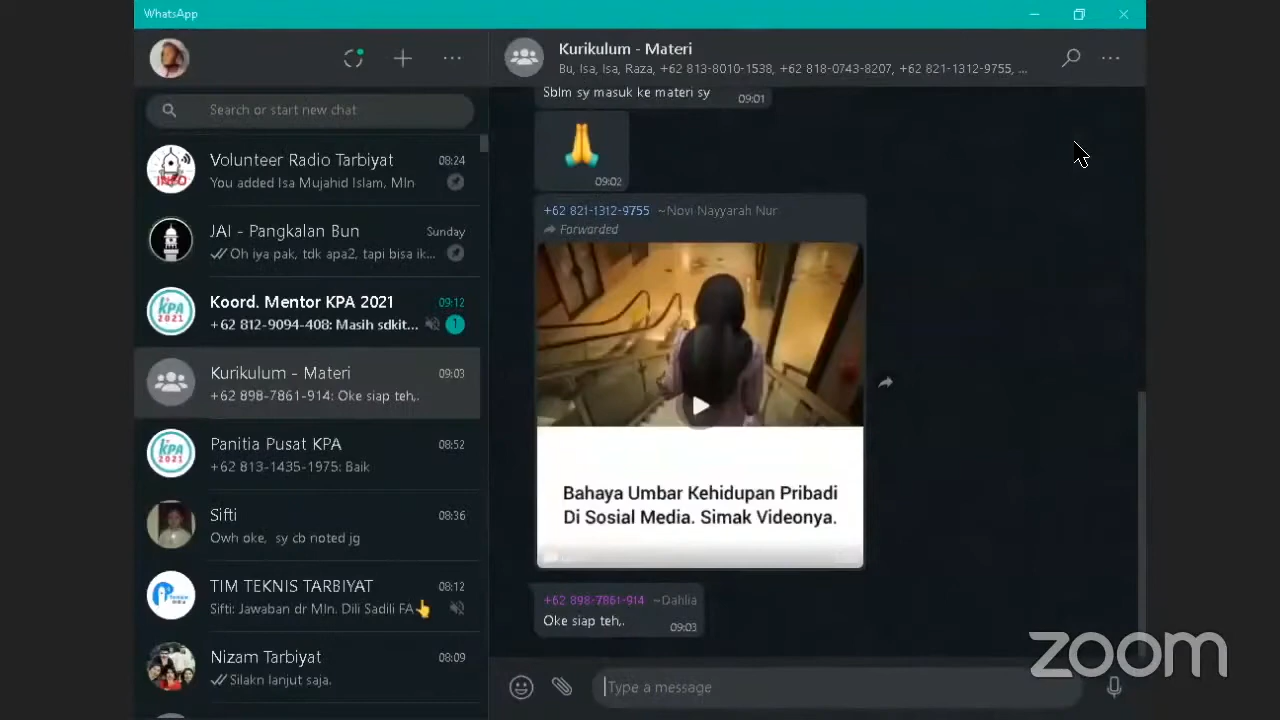 WhatsApp
Search or start new chat
Volunteer Radio Tarbiyat 08:24
You added Isa Mujahid Islam, Mln
INFO
JAI - Pangkalan Bun Sunday
Oh iya pak, tdk apa2, tapi bisa ik...
Koord. Mentor KPA 2021 09:12
+62 812-9094-408: Masih sdkit... 1
KPA
2021
Kurikulum - Materi 09:03
+62 898-7861-914: Oke siap teh,.
Panitia Pusat KPA 08:52
+62 813-1435-1975: Baik
KPA
2021
Sifti 08:36
Owh oke, sy cb noted jg
TIM TEKNIS TARBIYAT 08:12
Sifti: Jawaban dr Mln. Dili Sadili FA👆
Nizam Tarbiyat 08:09
Silakn lanjut saja.
Kurikulum - Materi
Bu, Isa, Isa, Raza, +62 813-8010-1538, +62 818-0743-8207, +62 821-1312-9755, ...
Sblm sy masuk ke materi sy 09:01
🙏
09:02
+62 821-1312-9755 ~Novi Nayyarah Nur
Forwarded
Bahaya Umbar Kehidupan Pribadi
Di Sosial Media. Simak Videonya.
+62 898-7861-914 ~Dahlia
Oke siap teh,. 09:03
Type a message
zoom